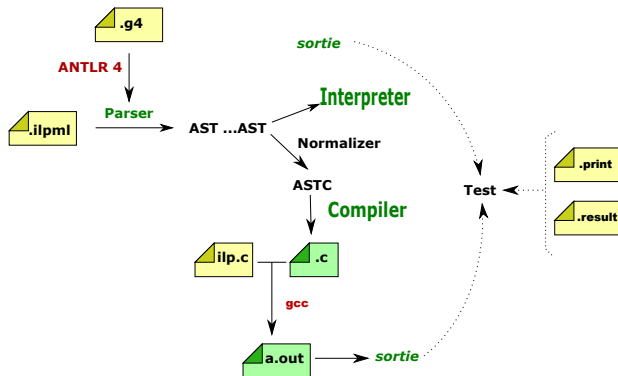 .g4
sortie
ANTLR 4
Interpreter
Parser
.ilpml
AST ...AST
Normalizer
.print
ASTC
Test
Compiler
.result
ilp.c
.c
gcc
a.out
sortie